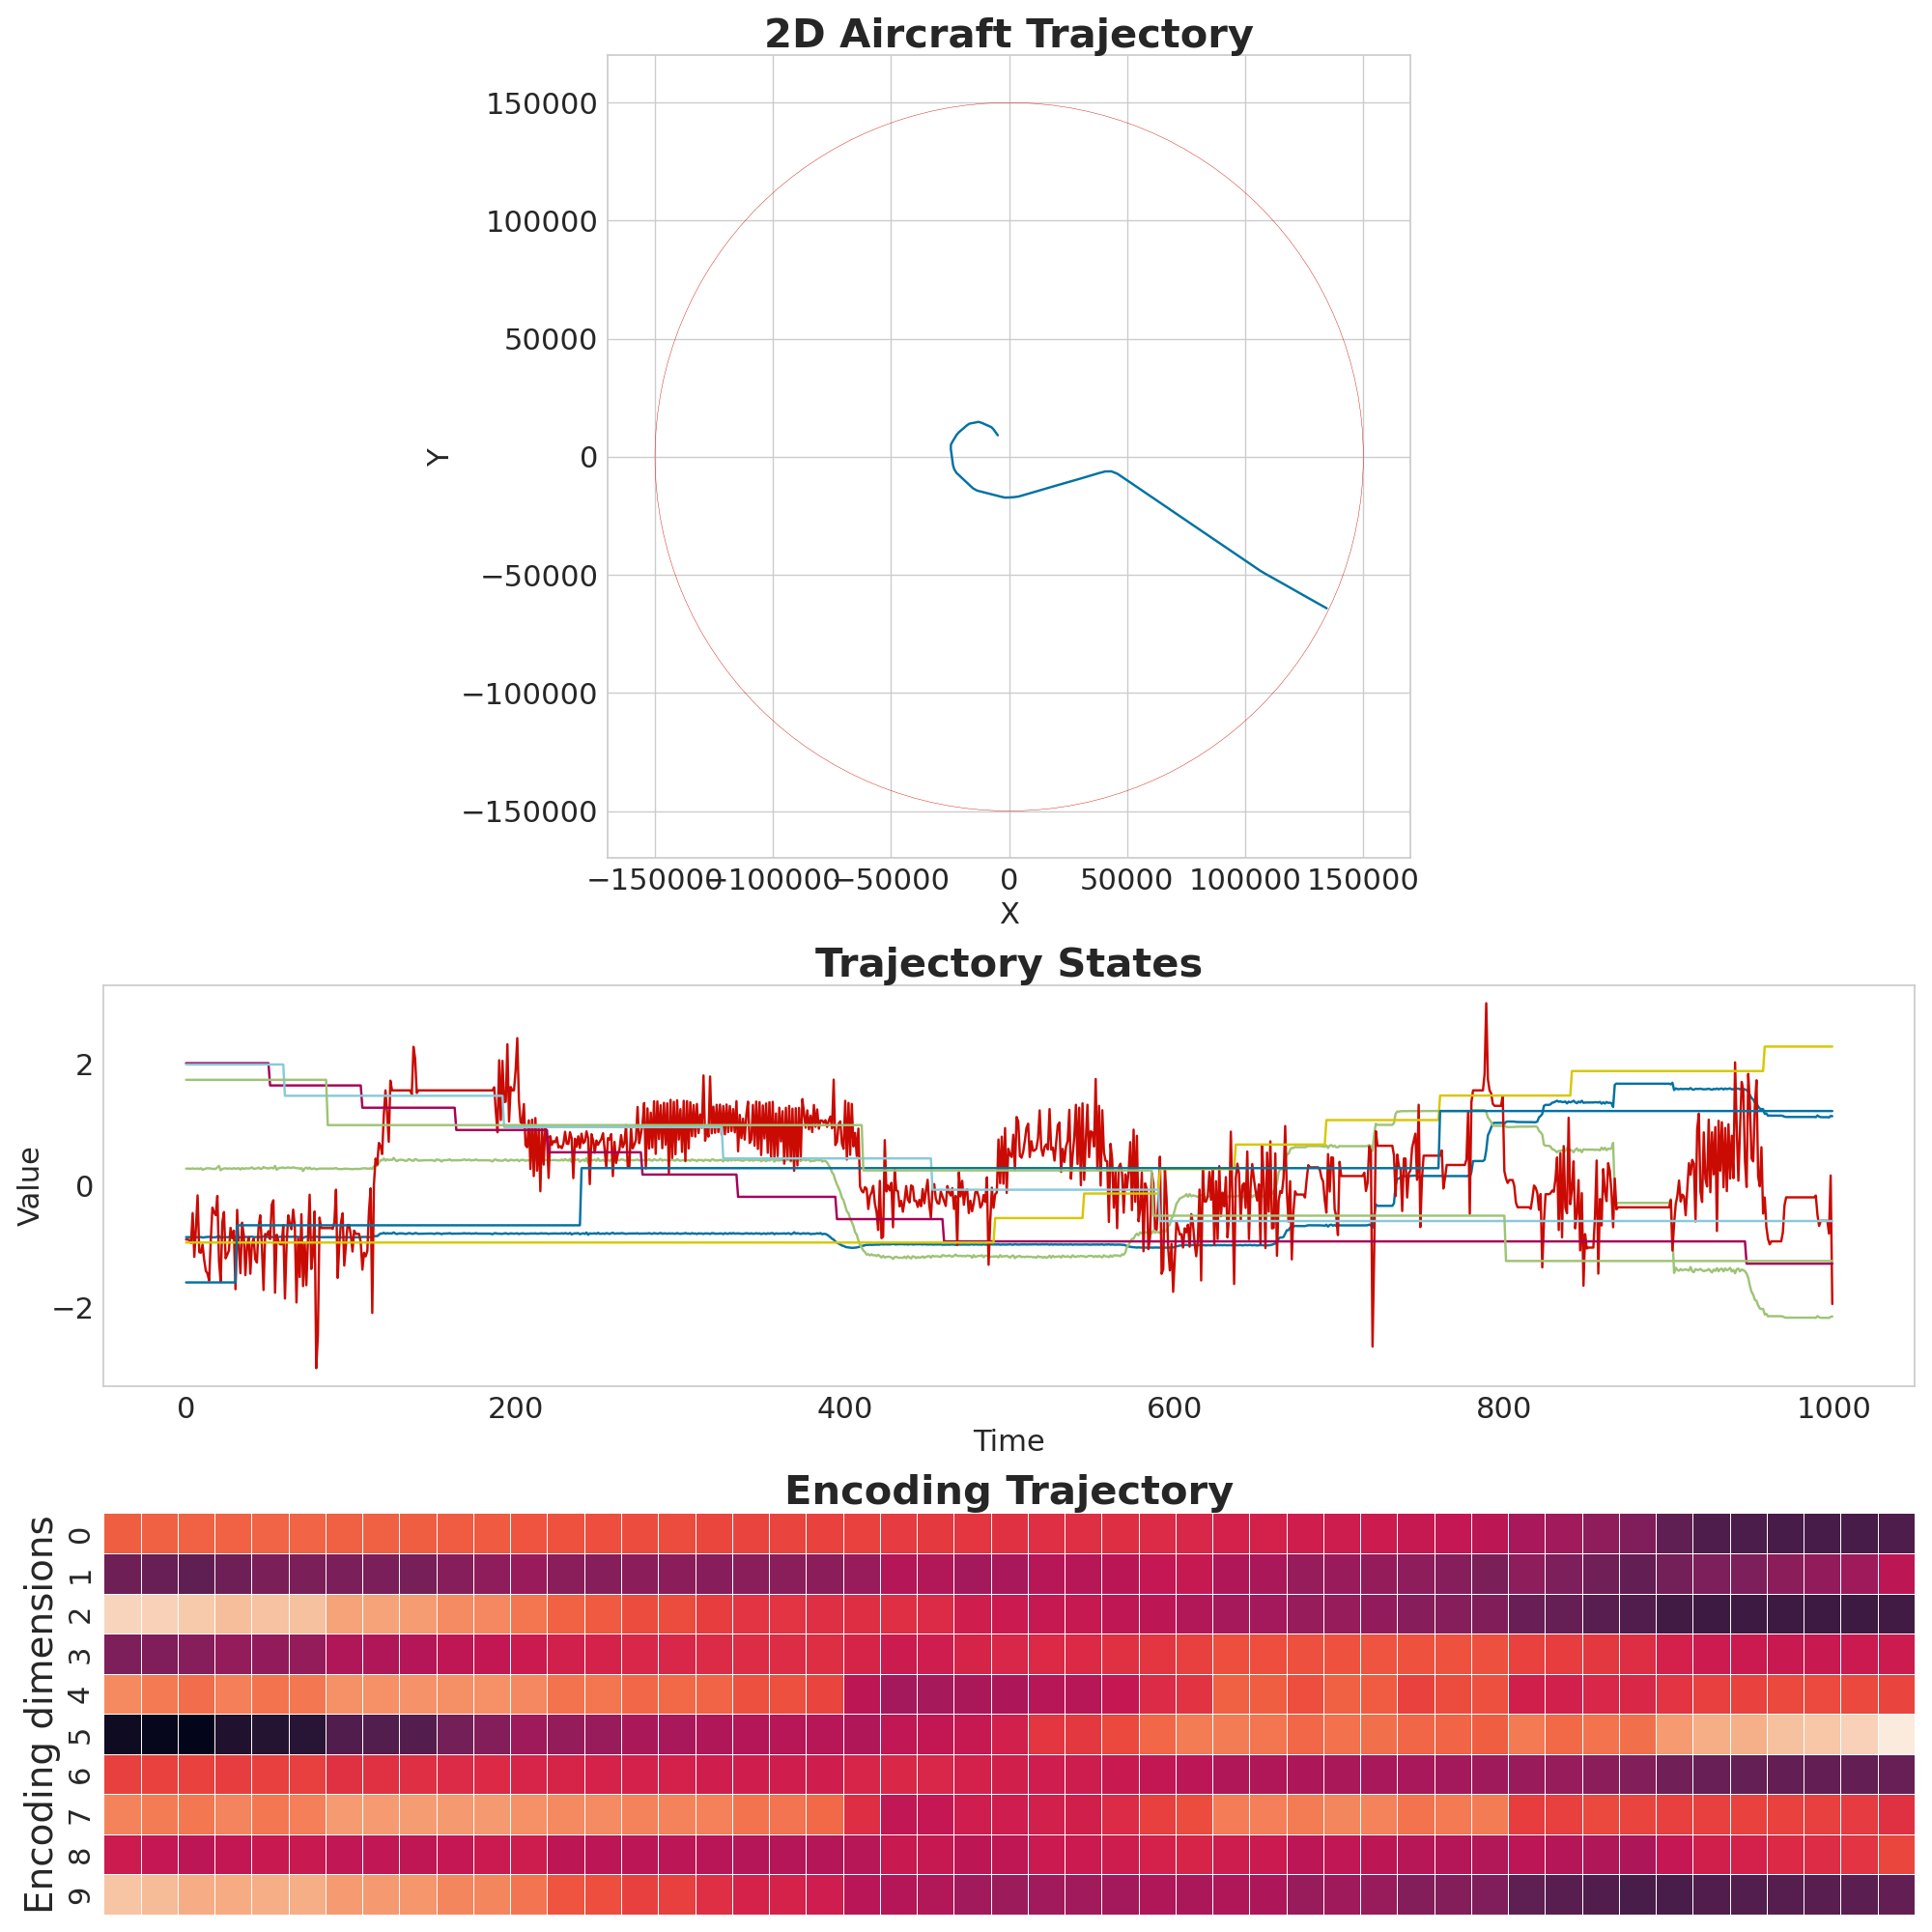 2D Aircraft Trajectory
150000
100000
50000
0
−50000
−100000
−150000
Y
−150000 −100000 −50000 0 50000 100000 150000
X
Trajectory States
2
0
−2
Value
0 200 400 600 800 1000
Time
Encoding Trajectory
Encoding dimensions
0
1
2
3
4
5
6
7
8
9